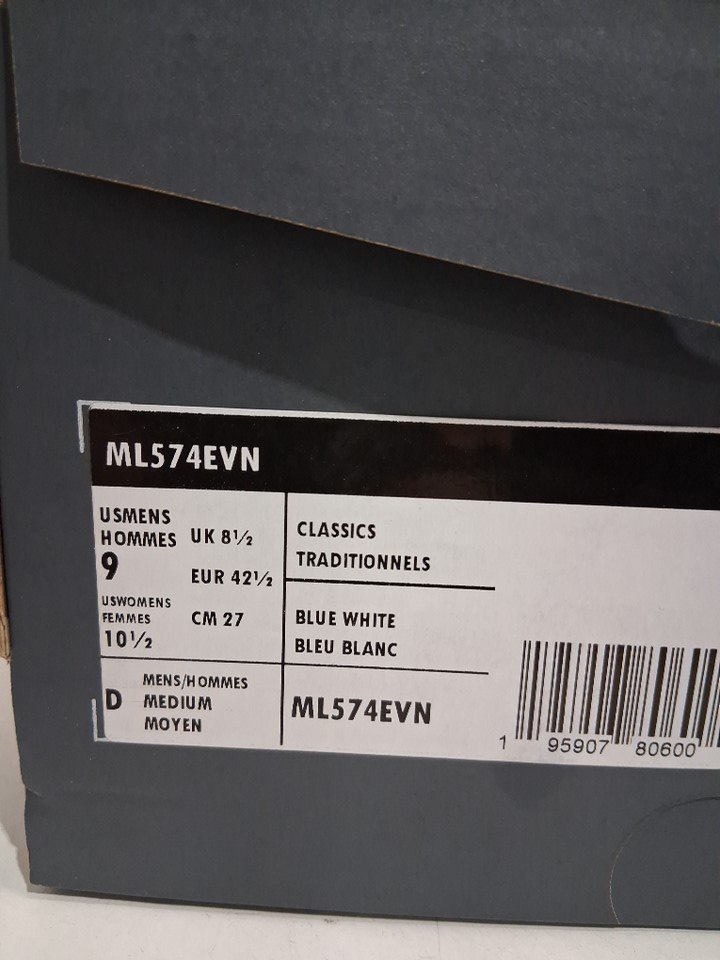 ML574EVN
USMENS
HOMMES
9
UK 8½
EUR 42½
CM 27
USWOMENS
FEMMES
10½
CLASSICS
TRADITIONNELS
BLUE WHITE
BLEU BLANC
D
MENS/HOMMES
MEDIUM
MOYEN
ML574EVN
1 95907 80600